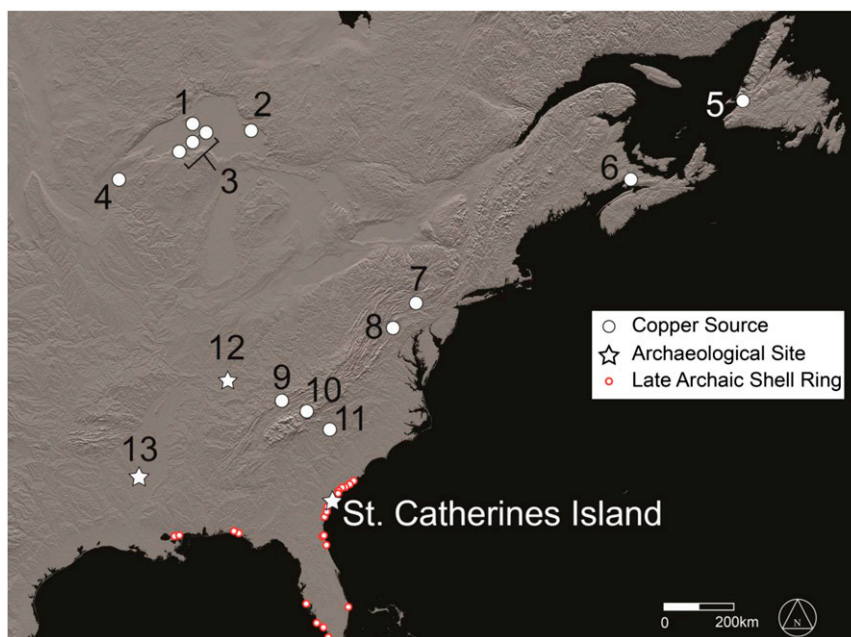 1
2
3
4
5
6
7
8
9
10
11
12
13
Copper Source
Archaeological Site
Late Archaic Shell Ring
St. Catherines Island
0
200km
N